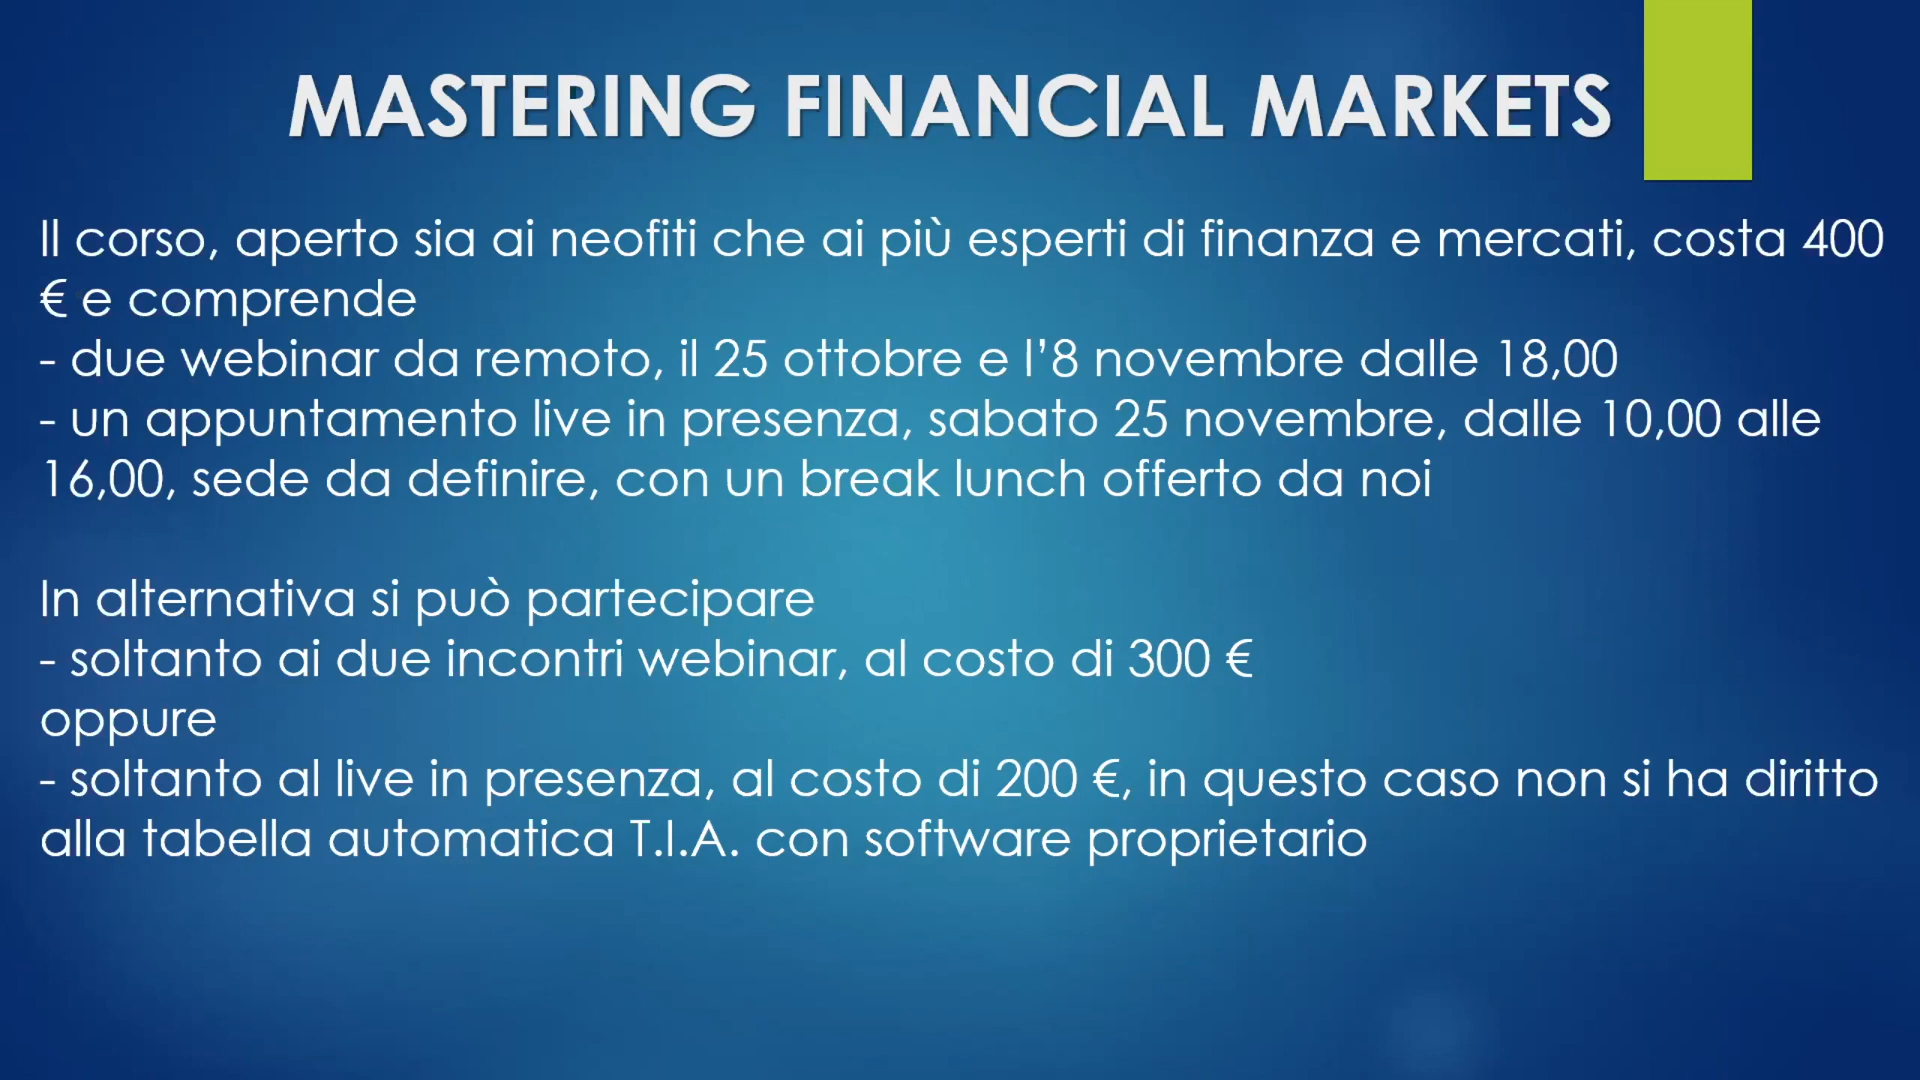 MASTERING FINANCIAL MARKETS
Il corso, aperto sia ai neofiti che ai più esperti di finanza e mercati, costa 400
€ e comprende
- due webinar da remoto, il 25 ottobre e l’8 novembre dalle 18,00
- un appuntamento live in presenza, sabato 25 novembre, dalle 10,00 alle
16,00, sede da definire, con un break lunch offerto da noi
In alternativa si può partecipare
- soltanto ai due incontri webinar, al costo di 300 €
oppure
- soltanto al live in presenza, al costo di 200 €, in questo caso non si ha diritto
alla tabella automatica T.I.A. con software proprietario